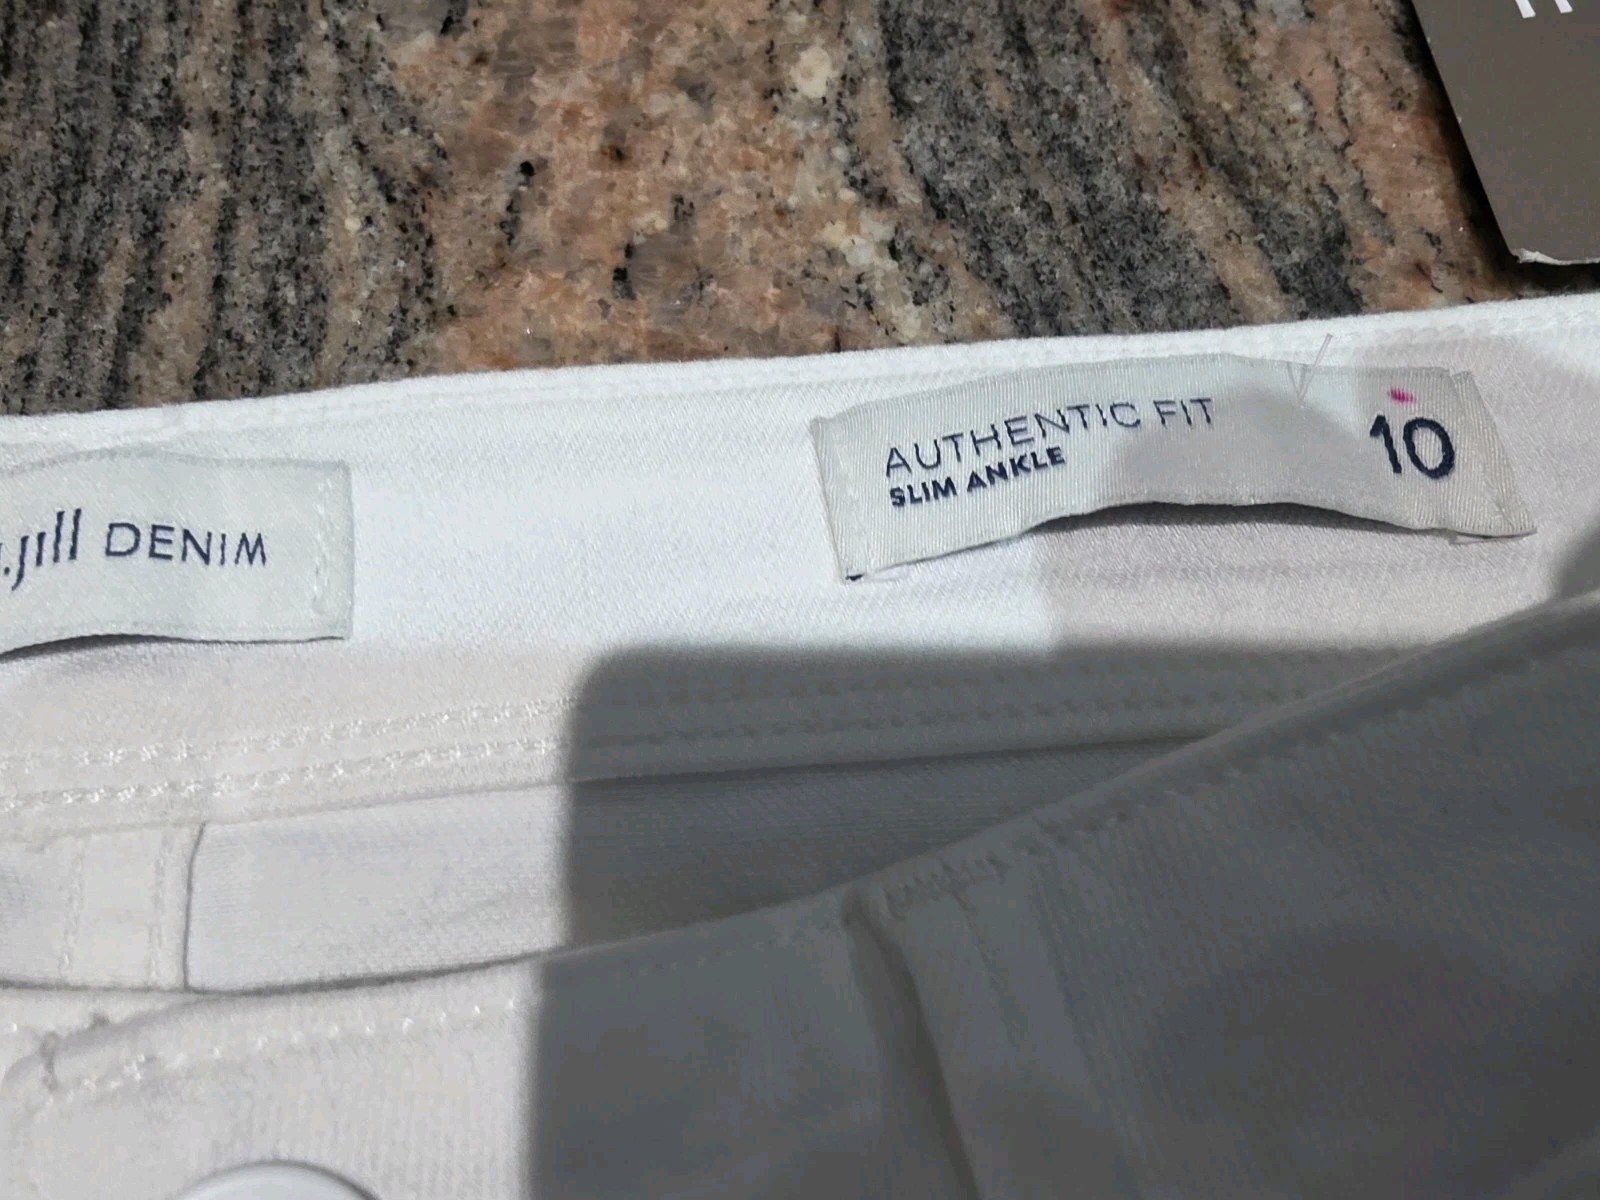 .jill DENIM
AUTHENTIC FIT
SLIM ANKLE
10